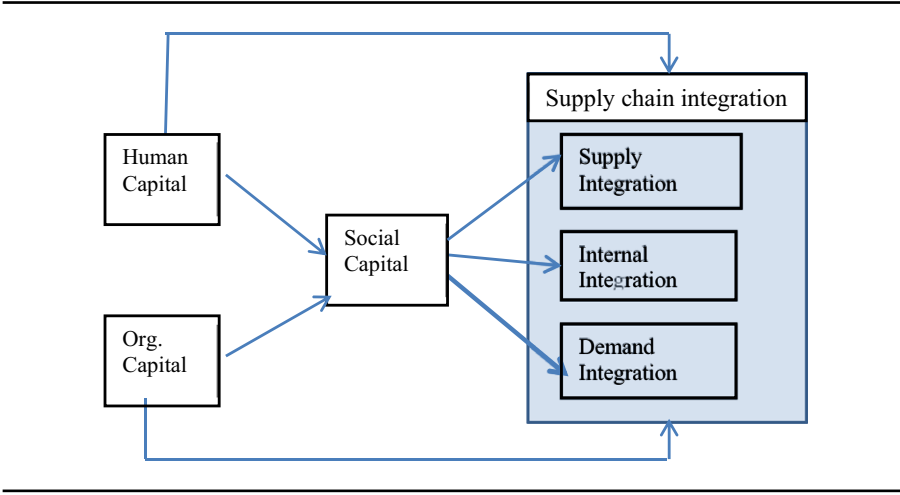 Supply chain integration
Human
Capital
Supply
Integration
Social
Capital
Internal
Integration
Org.
Capital
Demand
Integration